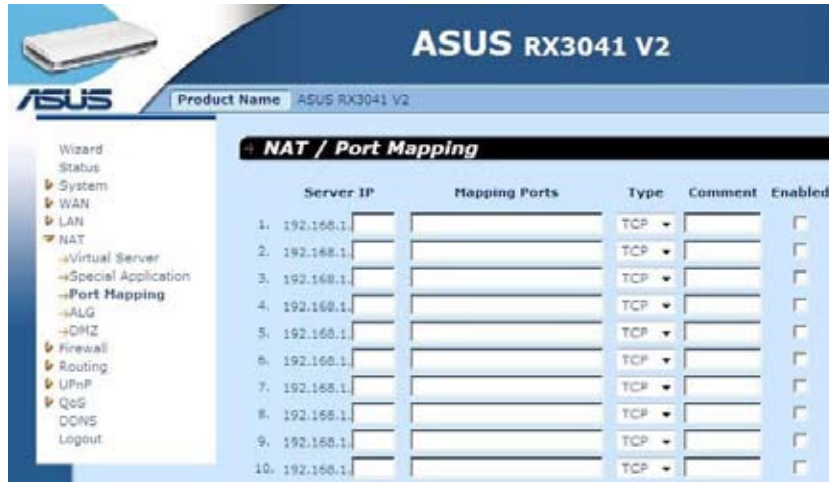 ASUS RX3041 V2
ASUS
Product Name ASUS RX3041 V2
Wizard
Status
System
WAN
LAN
NAT
Virtual Server
Special Application
Port Mapping
ALG
DMZ
Firewall
Routing
UPnP
QoS
DDNS
Logout
NAT / Port Mapping
Server IP Mapping Ports Type Comment Enabled
1. 192.168.1. TCP
2. 192.168.1. TCP
3. 192.168.1. TCP
4. 192.168.1. TCP
5. 192.168.1. TCP
6. 192.168.1. TCP
7. 192.168.1. TCP
8. 192.168.1. TCP
9. 192.168.1. TCP
10. 192.168.1. TCP